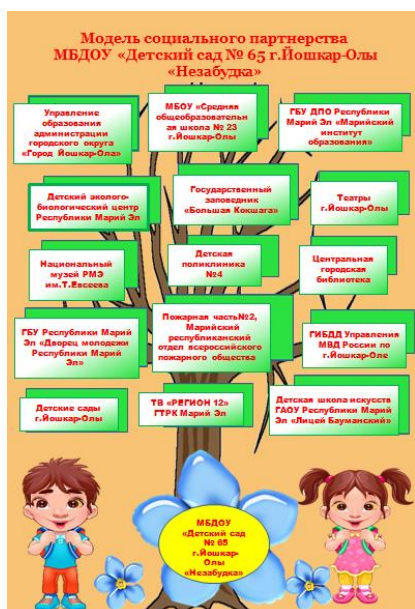 Модель социального партнерства
МБДОУ «Детский сад № 65 г.Йошкар-Олы
«Незабудка»
Управление
образования
администрации
городского округа
«Город Йошкар-Ола»
МБОУ «Средняя
общеобразовательн
ая школа № 23
г.Йошкар-Олы
ГБУ ДПО Республики
Марий Эл «Марийский
институт
образования»
Детский эколого-
биологический центр
Республики Марий Эл
Государственный
заповедник
«Большая Кокшага»
Театры
г.Йошкар-Олы
Национальный
музей РМЭ
им.Т.Евсеева
Детская
поликлиника
№4
Центральная
городская
библиотека
ГБУ Республики Марий
Эл «Дворец молодежи
Республики Марий
Эл»
Пожарная часть№2,
Марийский
республиканский
отдел всероссийского
пожарного общества
ГИБДД Управления
МВД России по
г.Йошкар-Оле
Детские сады
г.Йошкар-Олы
ТВ «РЕГИОН 12»
ГТРК Марий Эл
Детская школа искусств
ГАОУ Республики Марий
Эл «Лицей Бауманский»
МБДОУ
«Детский сад
№ 65
г.Йошкар-
Олы
«Незабудка»